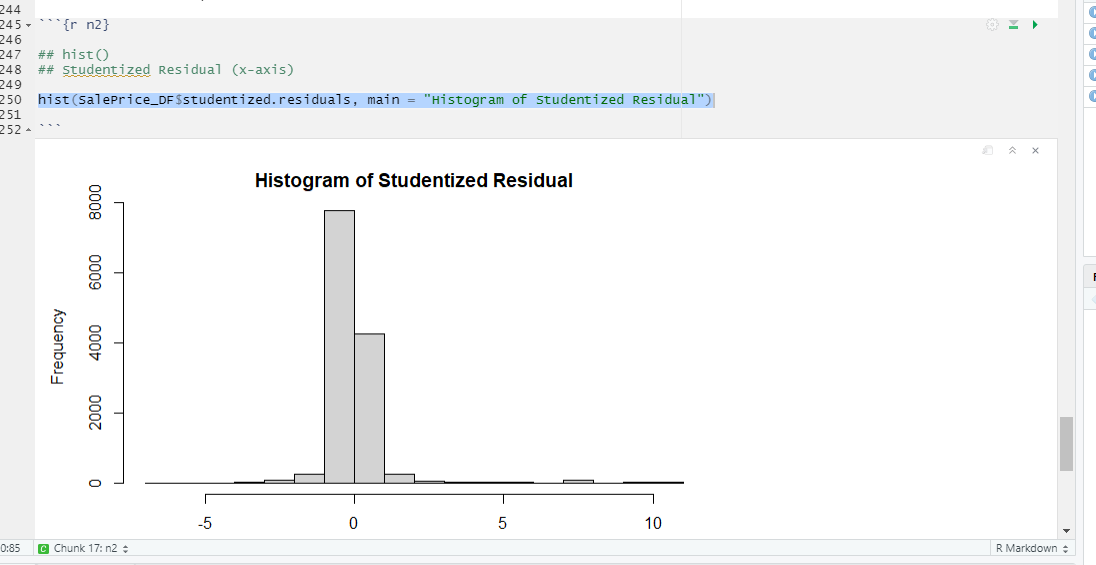 244
245 ```{r n2}
246
247 ## hist()
248 ## Studentized Residual (x-axis)
249
250 hist(SalePrice_DF$studentized.residuals, main = "Histogram of Studentized Residual")
251
252 ```
Histogram of Studentized Residual
8000
6000
4000
2000
0
Frequency
-5 0 5 10
0:85 C Chunk 17: n2 R Markdown